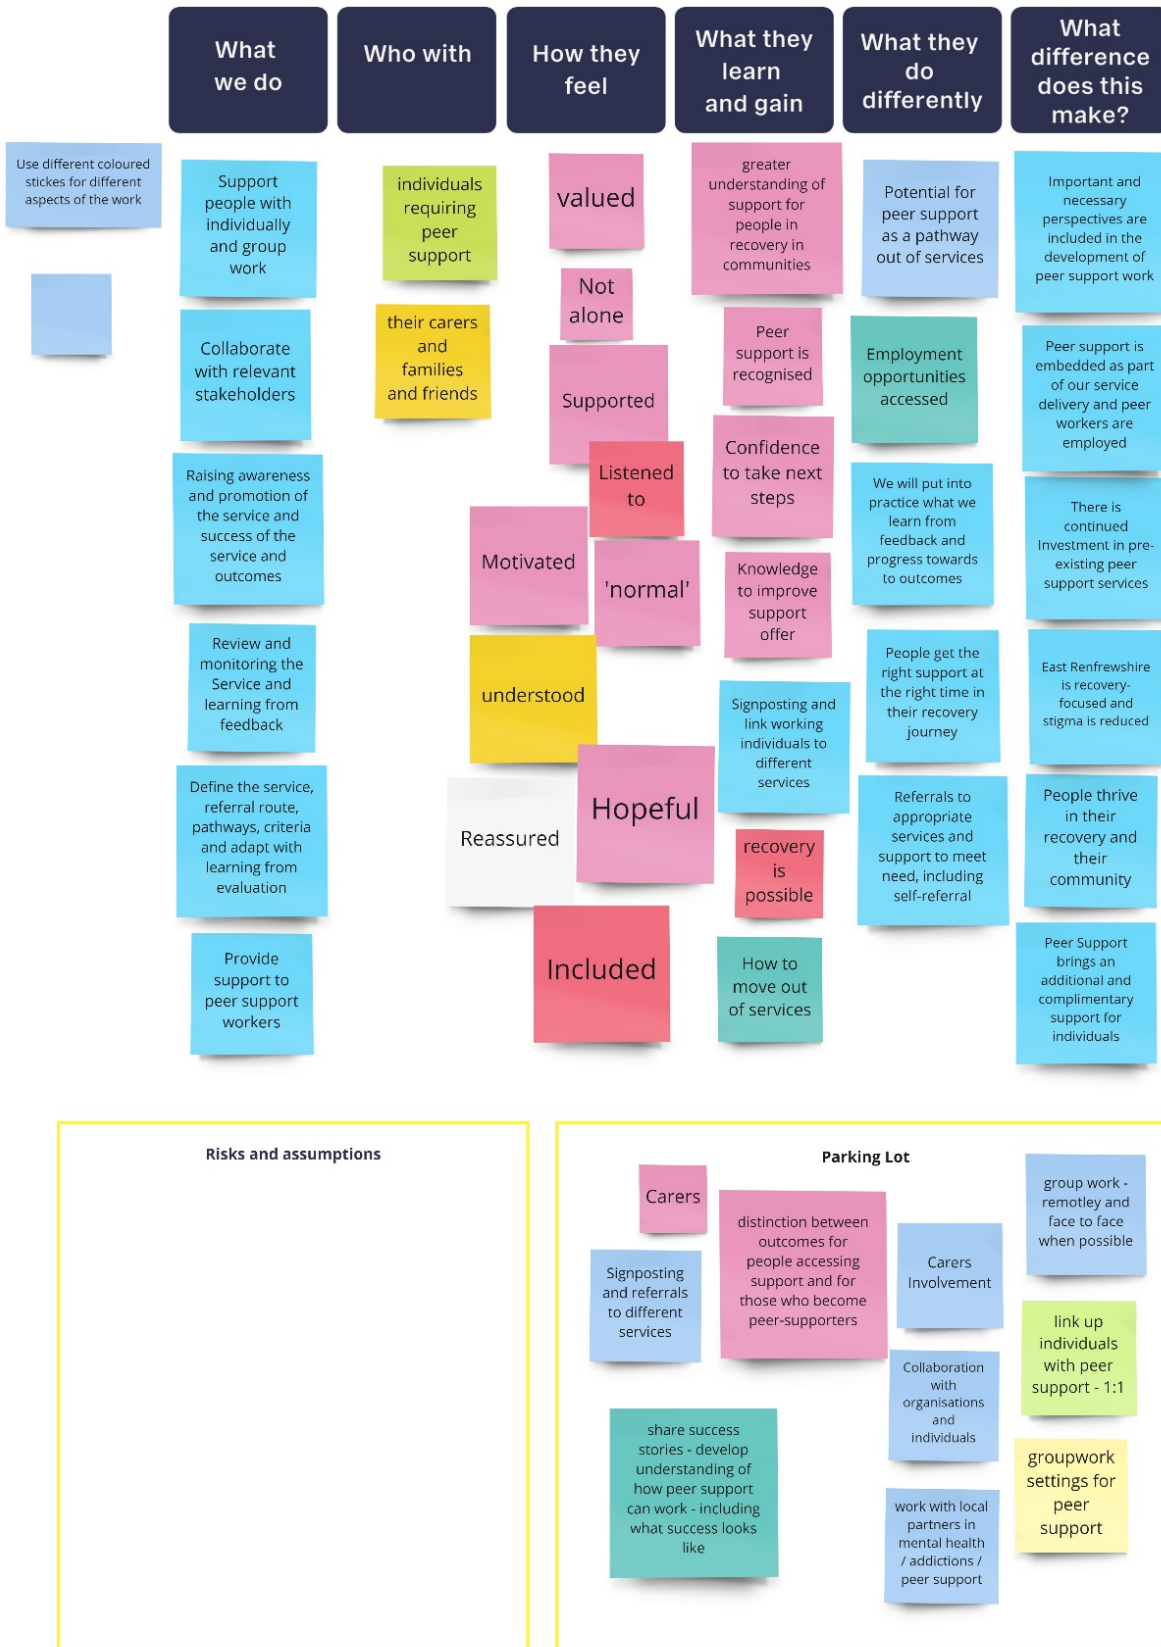 What
we do
Who with
How they
feel
What they
learn
and gain
What they
do
differently
What
difference
does this
make?
Use different coloured
stickes for different
aspects of the work
Support
people with
individually
and group
work
Collaborate
with relevant
stakeholders
Raising awareness
and promotion of
the service and
success of the
service and
outcomes
Review and
monitoring the
Service and
learning from
feedback
Define the service,
referral route,
pathways, criteria
and adapt with
learning from
evaluation
Provide
support to
peer support
workers
individuals
requiring
peer
support
their carers
and
families
and friends
valued
Not
alone
Supported
Listened
to
Motivated
'normal'
understood
Hopeful
Reassured
Included
greater
understanding of
support for
people in
recovery in
communities
Peer
support is
recognised
Confidence
to take next
steps
Knowledge
to improve
support
offer
Signposting and
link working
individuals to
different
services
recovery
is
possible
How to
move out
of services
Potential for
peer support
as a pathway
out of services
Employment
opportunities
accessed
We will put into
practice what we
learn from
feedback and
progress towards
to outcomes
People get the
right support at
the right time in
their recovery
journey
Referrals to
appropriate
services and
support to meet
need, including
self-referral
Important and
necessary
perspectives are
included in the
development of
peer support work
Peer support is
embedded as part
of our service
delivery and peer
workers are
employed
There is
continued
Investment in pre-
existing peer
support services
East Renfrewshire
is recovery-
focused and
stigma is reduced
People thrive
in their
recovery and
their
community
Peer Support
brings an
additional and
complimentary
support for
individuals
Risks and assumptions
Parking Lot
Carers
Signposting
and referrals
to different
services
distinction between
outcomes for
people accessing
support and for
those who become
peer-supporters
Carers
Involvement
group work -
remotley and
face to face
when possible
link up
individuals
with peer
support - 1:1
Collaboration
with
organisations
and
individuals
share success
stories - develop
understanding of
how peer support
can work - including
what success looks
like
work with local
partners in
mental health
/ addictions /
peer support
groupwork
settings for
peer
support